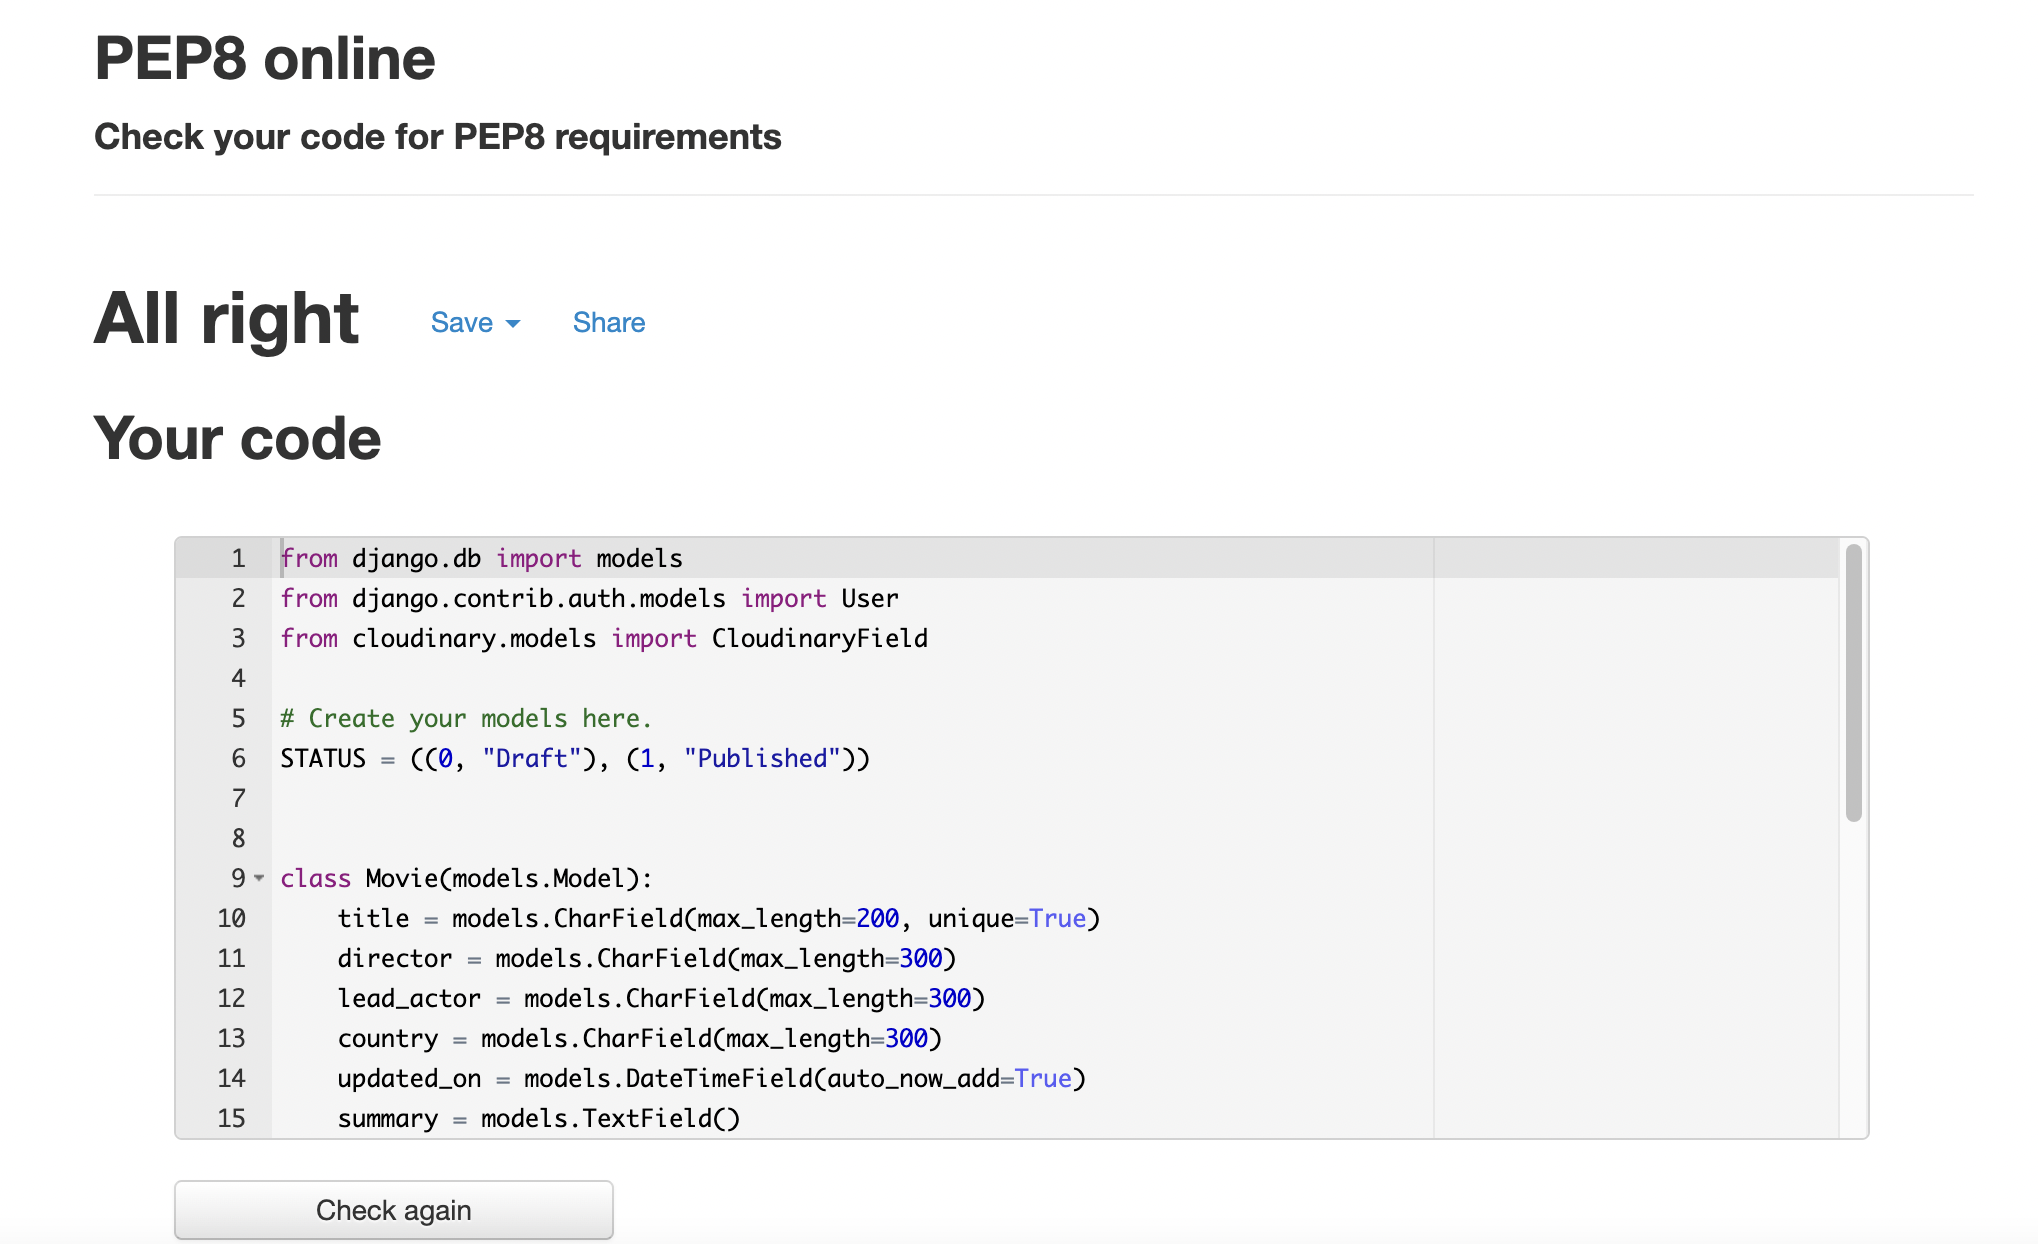 PEP8 online
Check your code for PEP8 requirements
All right Save Share
Your code
1 from django.db import models
2 from django.contrib.auth.models import User
3 from cloudinary.models import CloudinaryField
4
5 # Create your models here.
6 STATUS = ((0, "Draft"), (1, "Published"))
7
8
9 class Movie(models.Model):
10     title = models.CharField(max_length=200, unique=True)
11     director = models.CharField(max_length=300)
12     lead_actor = models.CharField(max_length=300)
13     country = models.CharField(max_length=300)
14     updated_on = models.DateTimeField(auto_now_add=True)
15     summary = models.TextField()
Check again